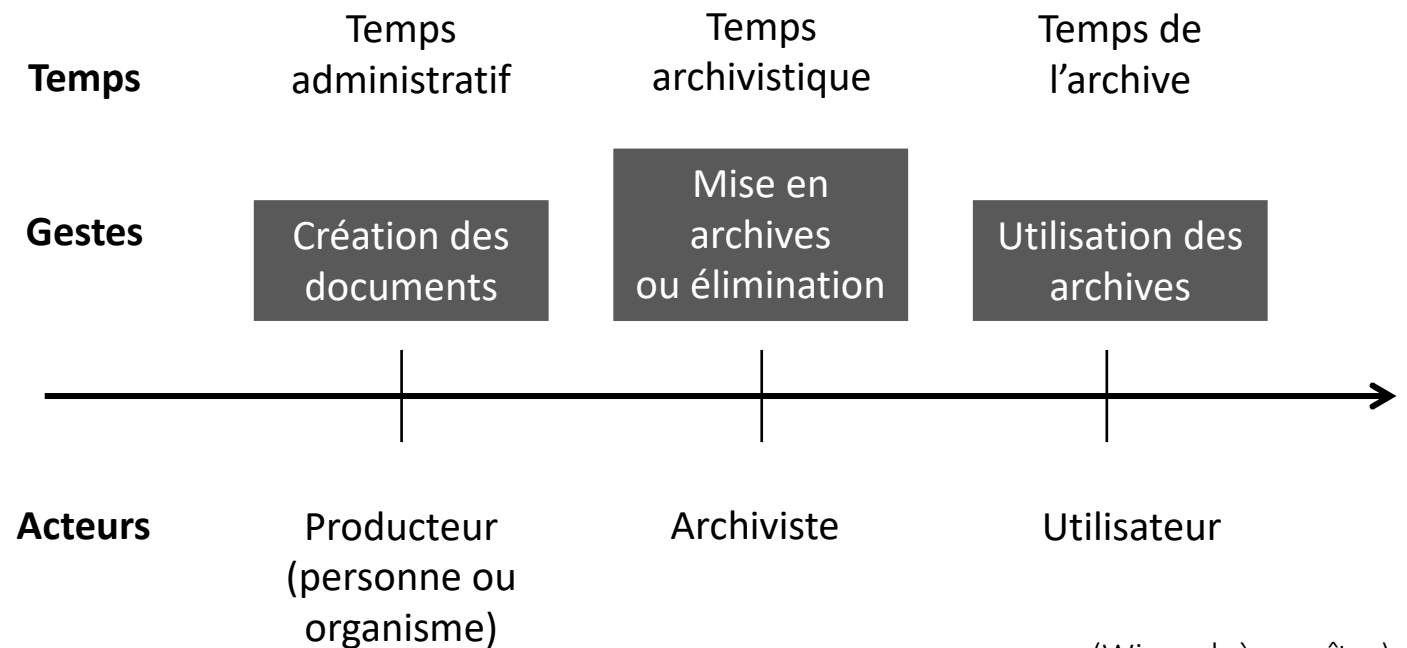 Temps
Temps
administratif
Temps
archivistique
Temps de
l’archive
Gestes
Création des
documents
Mise en
archives
ou élimination
Utilisation des
archives
Acteurs
Producteur
(personne ou
organisme)
Archiviste
Utilisateur